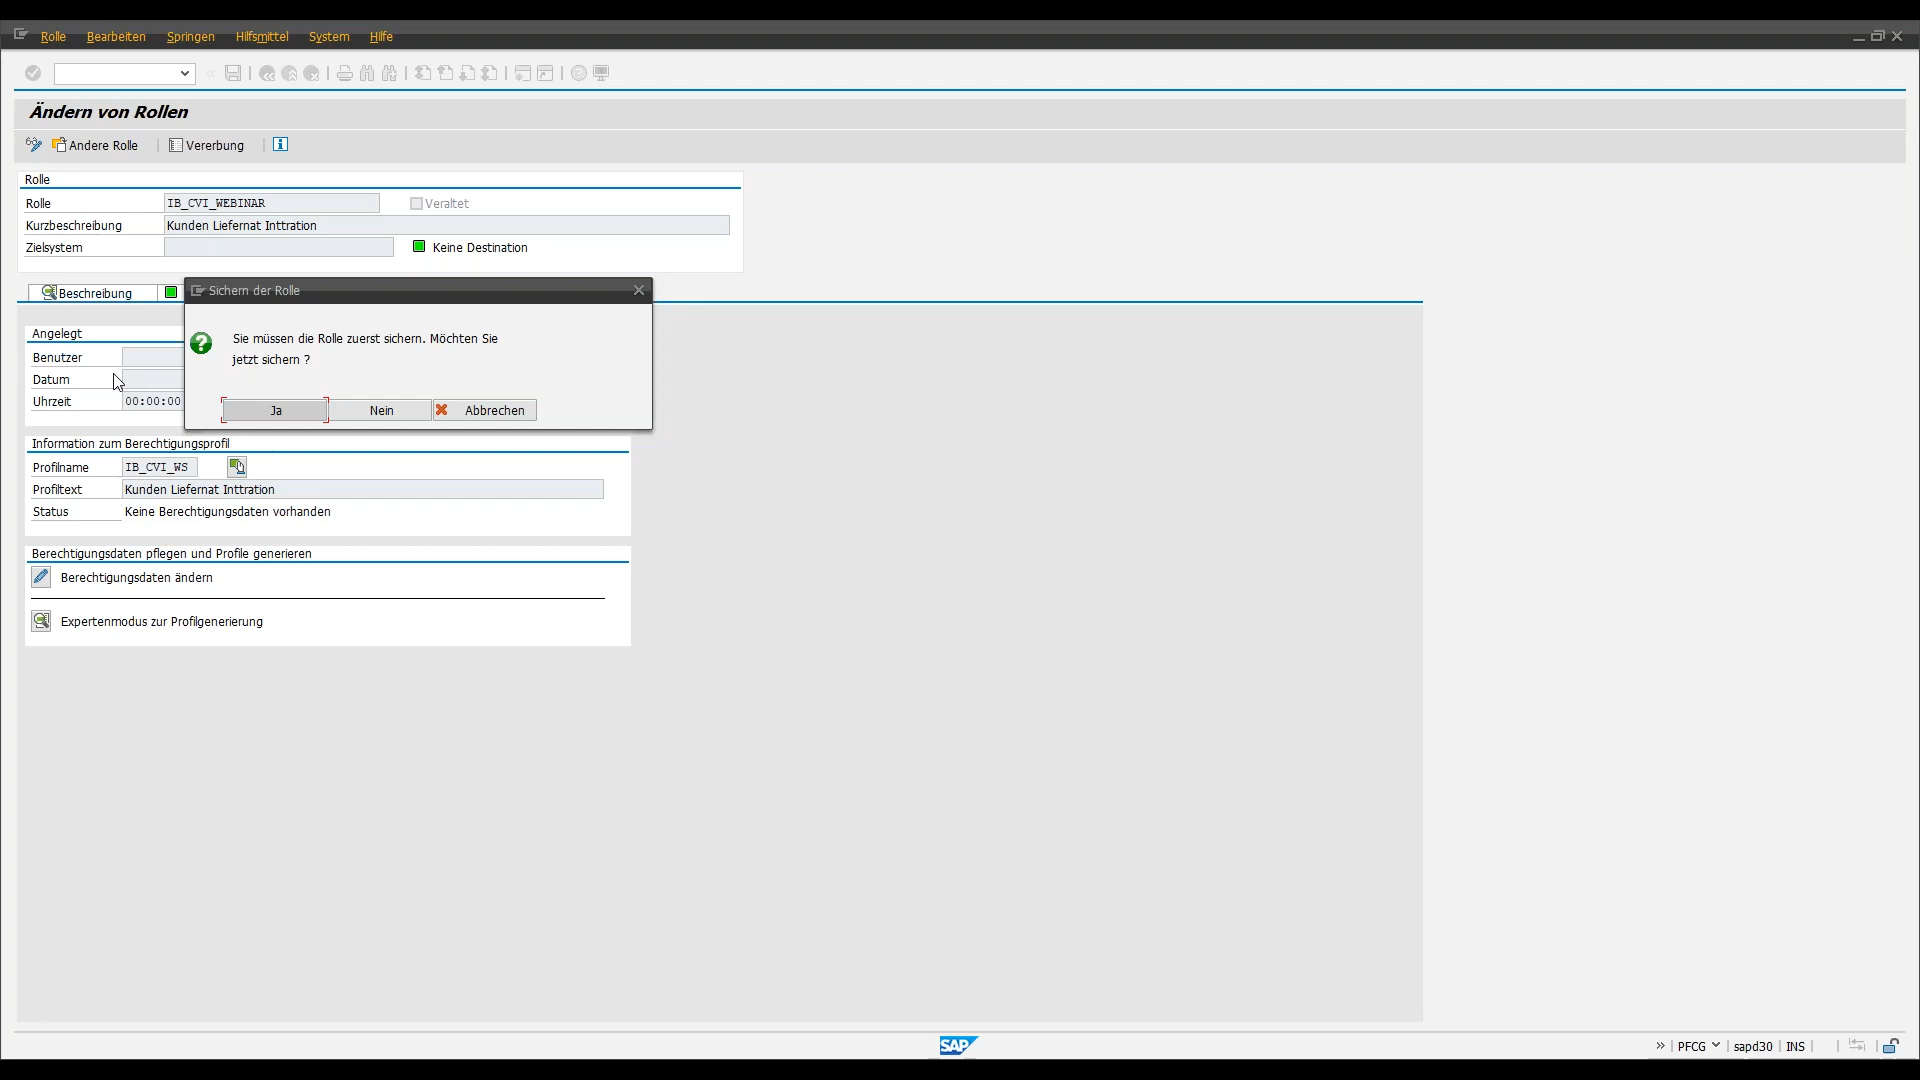 Rolle Bearbeiten Springen Hilfsmittel System Hilfe
Ändern von Rollen
Andere Rolle Vererbung
Rolle
Rolle IB_CVI_WEBINAR Veraltet
Kurzbeschreibung Kunden Liefernat Inttration
Zielsystem Keine Destination
Beschreibung
Sichern der Rolle
Sie müssen die Rolle zuerst sichern. Möchten Sie
jetzt sichern ?
Ja Nein Abbrechen
Angelegt
Benutzer
Datum
Uhrzeit 00:00:00
Information zum Berechtigungsprofil
Profilname IB_CVI_WS
Profiltext Kunden Liefernat Inttration
Status Keine Berechtigungsdaten vorhanden
Berechtigungsdaten pflegen und Profile generieren
Berechtigungsdaten ändern
Expertenmodus zur Profilgenerierung
SAP
PFCG sapd30 INS